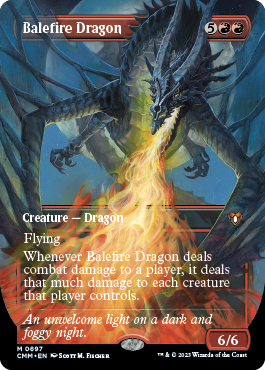 Balefire Dragon 5
Creature — Dragon
Flying
Whenever Balefire Dragon deals
combat damage to a player, it deals
that much damage to each creature
that player controls.
An unwelcome light on a dark and
foggy night.
6/6
M 0697
CMM • EN Scott M. Fischer
™ & © 2023 Wizards of the Coast